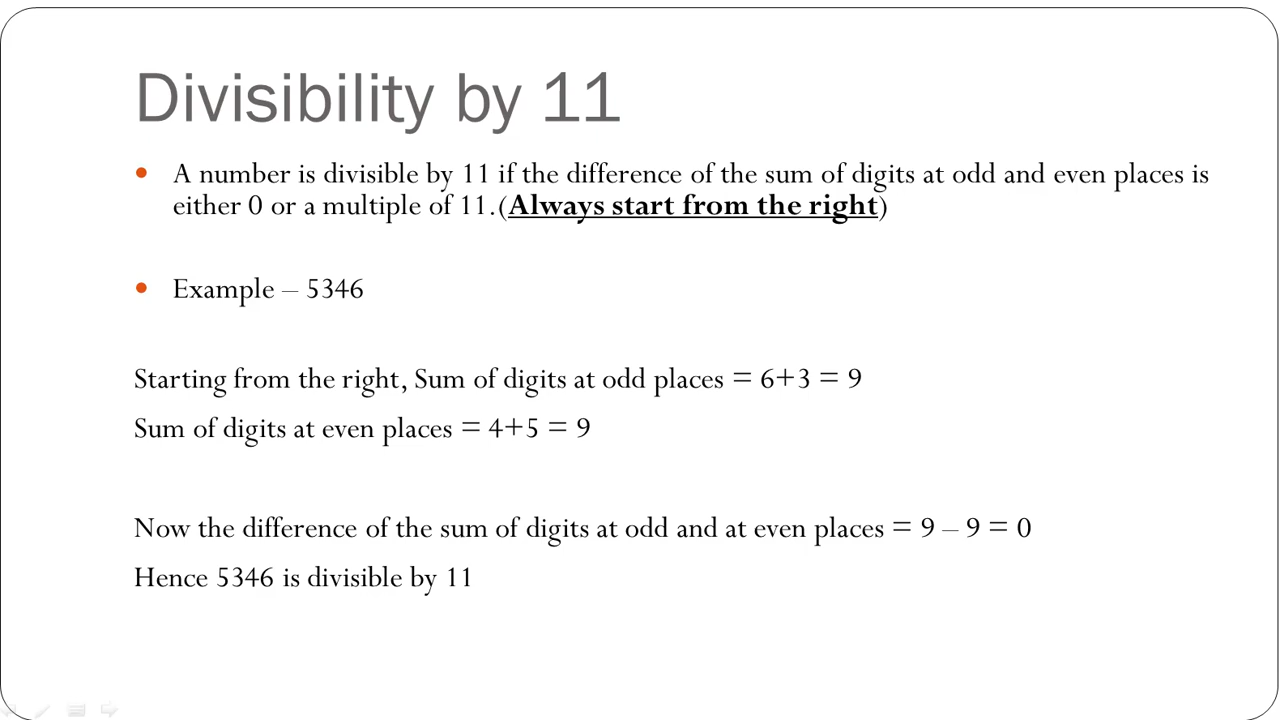 Divisibility by 11
• A number is divisible by 11 if the difference of the sum of digits at odd and even places is
either 0 or a multiple of 11.(Always start from the right)
• Example – 5346
Starting from the right, Sum of digits at odd places = 6+3 = 9
Sum of digits at even places = 4+5 = 9
Now the difference of the sum of digits at odd and at even places = 9 – 9 = 0
Hence 5346 is divisible by 11